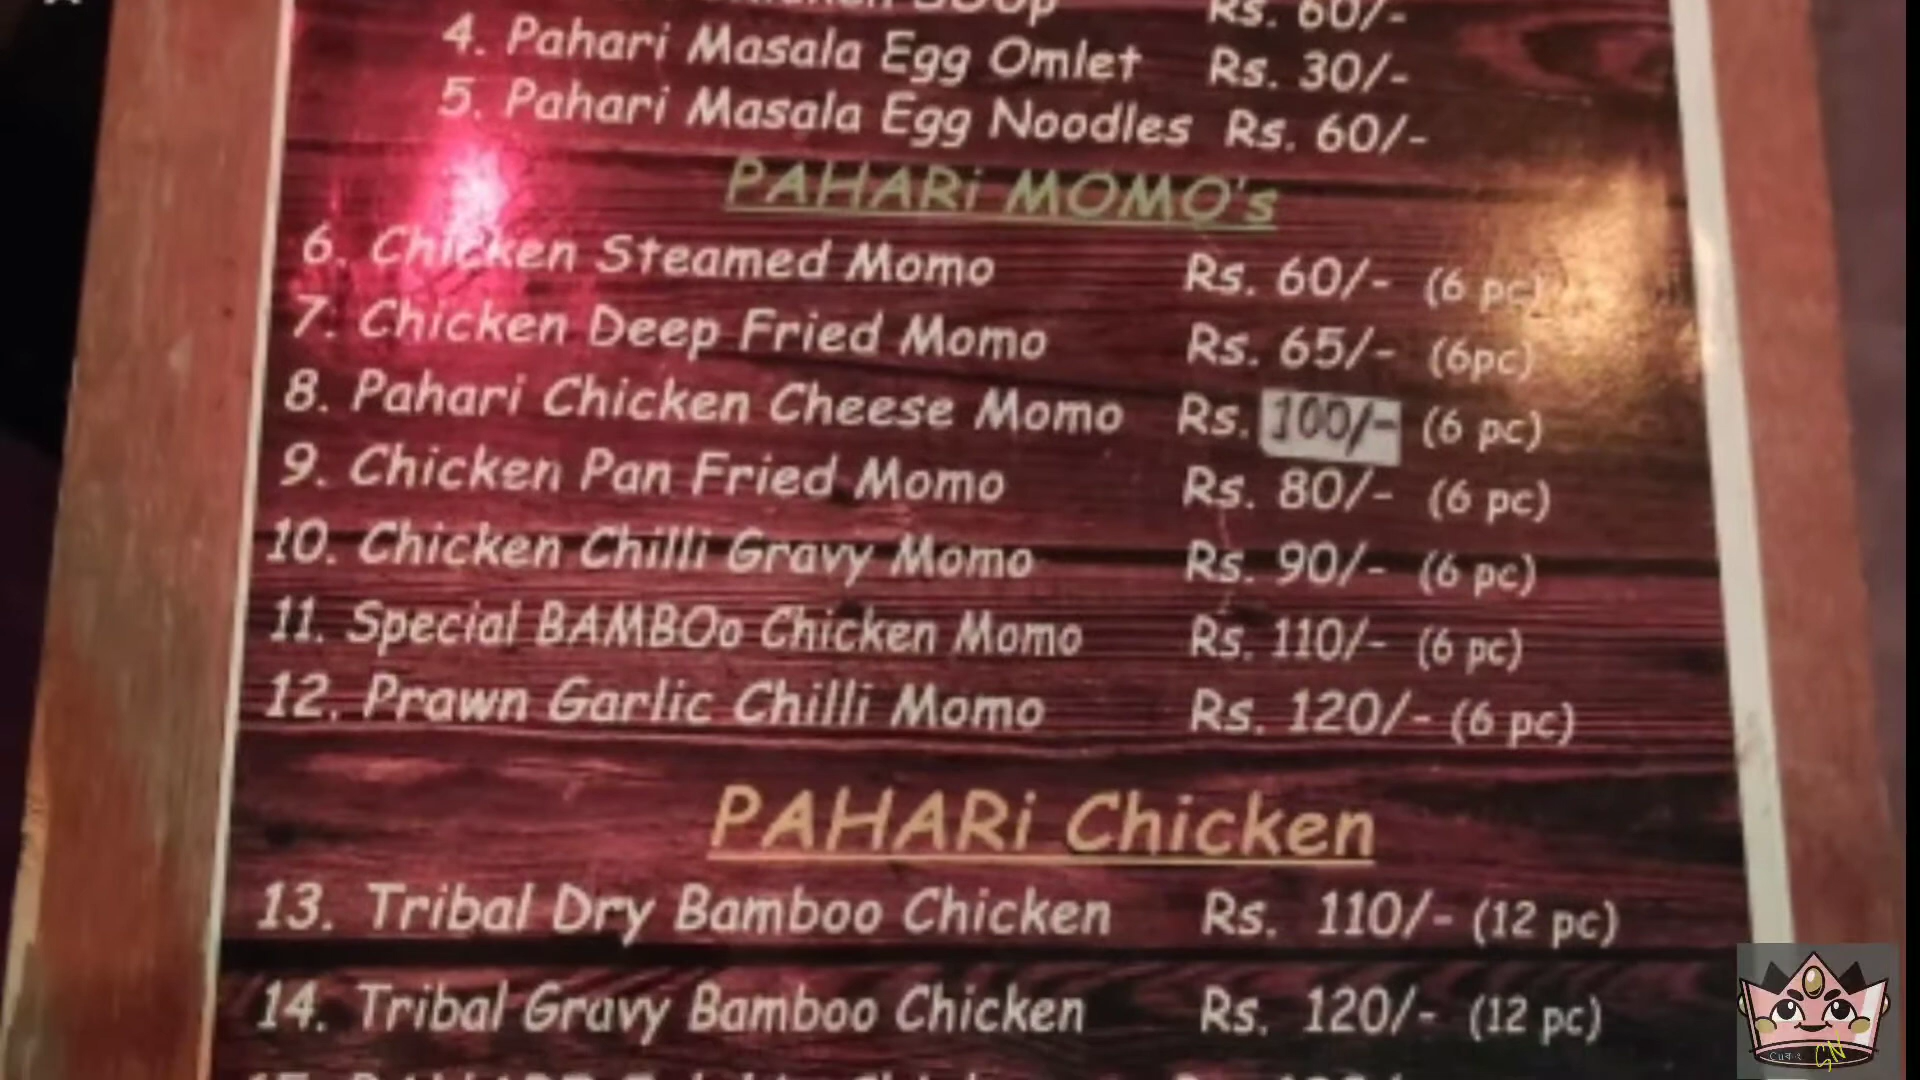 Soup Rs. 60/-
4. Pahari Masala Egg Omlet Rs. 30/-
5. Pahari Masala Egg Noodles Rs. 60/-
PAHARi MOMO's
6. Chicken Steamed Momo Rs. 60/- (6 pc)
7. Chicken Deep Fried Momo Rs. 65/- (6pc)
8. Pahari Chicken Cheese Momo Rs. 100/- (6 pc)
9. Chicken Pan Fried Momo Rs. 80/- (6 pc)
10. Chicken Chilli Gravy Momo Rs. 90/- (6 pc)
11. Special BAMBOo Chicken Momo Rs. 110/- (6 pc)
12. Prawn Garlic Chilli Momo Rs. 120/- (6 pc)
PAHARi Chicken
13. Tribal Dry Bamboo Chicken Rs. 110/- (12 pc)
14. Tribal Gravy Bamboo Chicken Rs. 120/- (12 pc)
GN